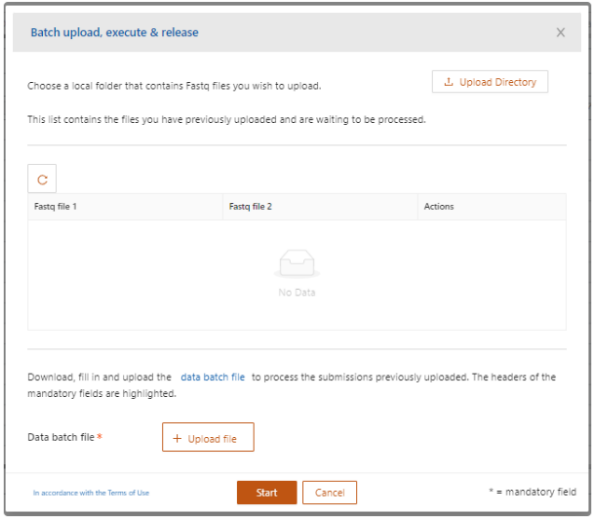 Batch upload, execute & release
Choose a local folder that contains Fastq files you wish to upload.
Upload Directory
This list contains the files you have previously uploaded and are waiting to be processed.
Fastq file 1 Fastq file 2 Actions
No Data
Download, fill in and upload the data batch file to process the submissions previously uploaded. The headers of the
mandatory fields are highlighted.
Data batch file * + Upload file
In accordance with the Terms of Use Start Cancel * = mandatory field